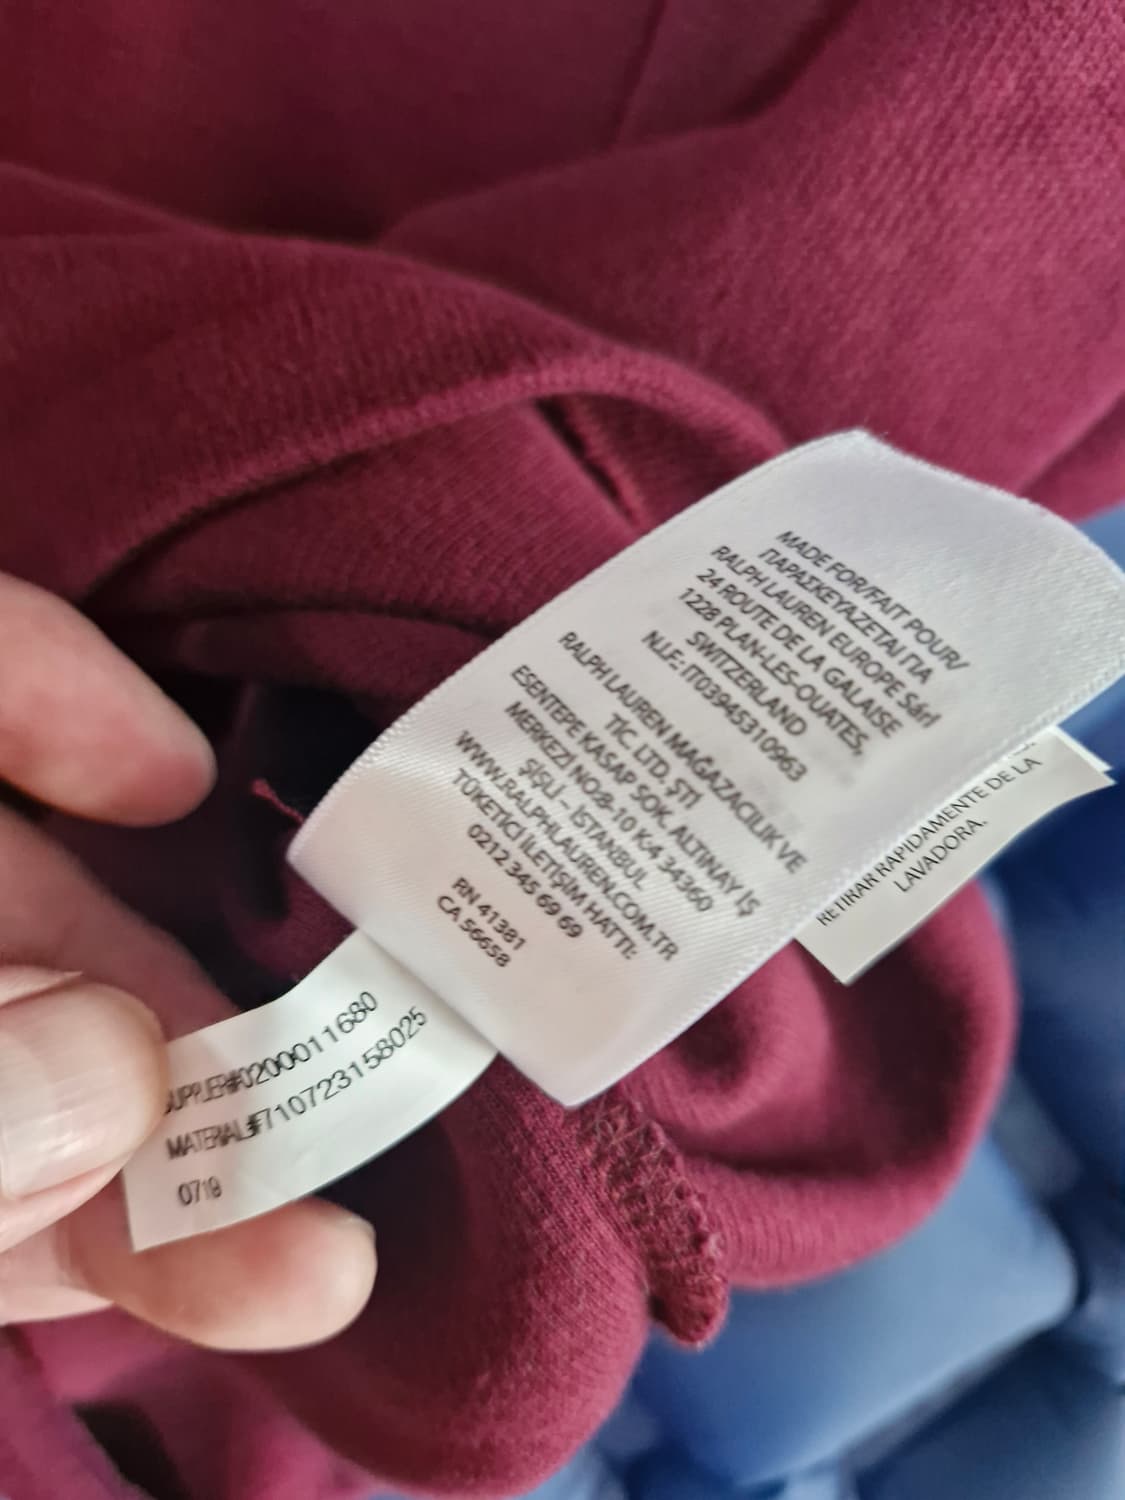 MADE FOR/FAIT POUR/
ΠΑΡΑΣΚΕΥΑΖΕΤΑΙ ΓΙΑ
RALPH LAUREN EUROPE Sárl
24 ROUTE DE LA GALAISE
1228 PLAN-LES-OUATES,
SWITZERLAND
N.I.F.: IT03945310963
RALPH LAUREN MAĞAZACILIK VE
TİC. LTD. ŞTİ
ESENTEPE KASAP SOK. ALTINAY İŞ
MERKEZİ NO:8-10 K:4 34360
ŞİŞLİ - İSTANBUL
WWW.RALPHLAUREN.COM.TR
TÜKETİCİ İLETİŞİM HATTI:
0212 345 69 69
RN 41381
CA 56658
RETIRAR RAPIDAMENTE DE LA
LAVADORA.
SUPPLIER#0200011680
MATERIAL#710723158025
0719